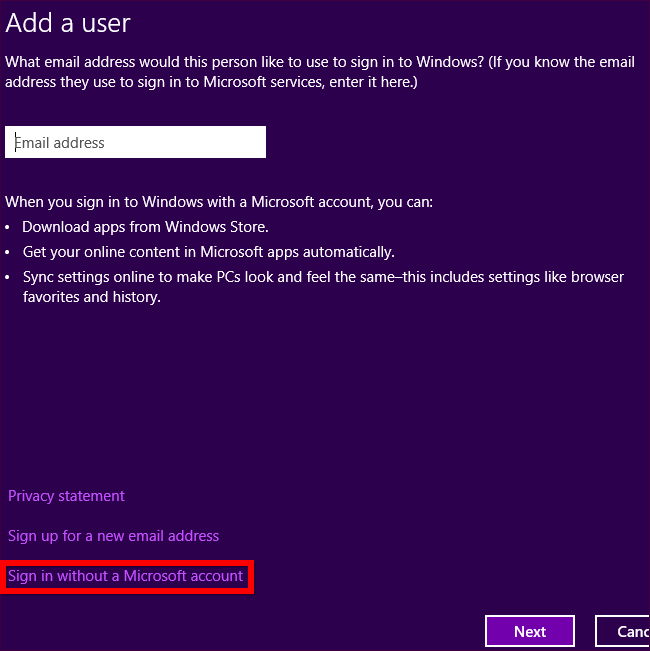 Add a user
What email address would this person like to use to sign in to Windows? (If you know the email
address they use to sign in to Microsoft services, enter it here.)
Email address
When you sign in to Windows with a Microsoft account, you can:
• Download apps from Windows Store.
• Get your online content in Microsoft apps automatically.
• Sync settings online to make PCs look and feel the same–this includes settings like browser
favorites and history.
Privacy statement
Sign up for a new email address
Sign in without a Microsoft account
Next
Canc